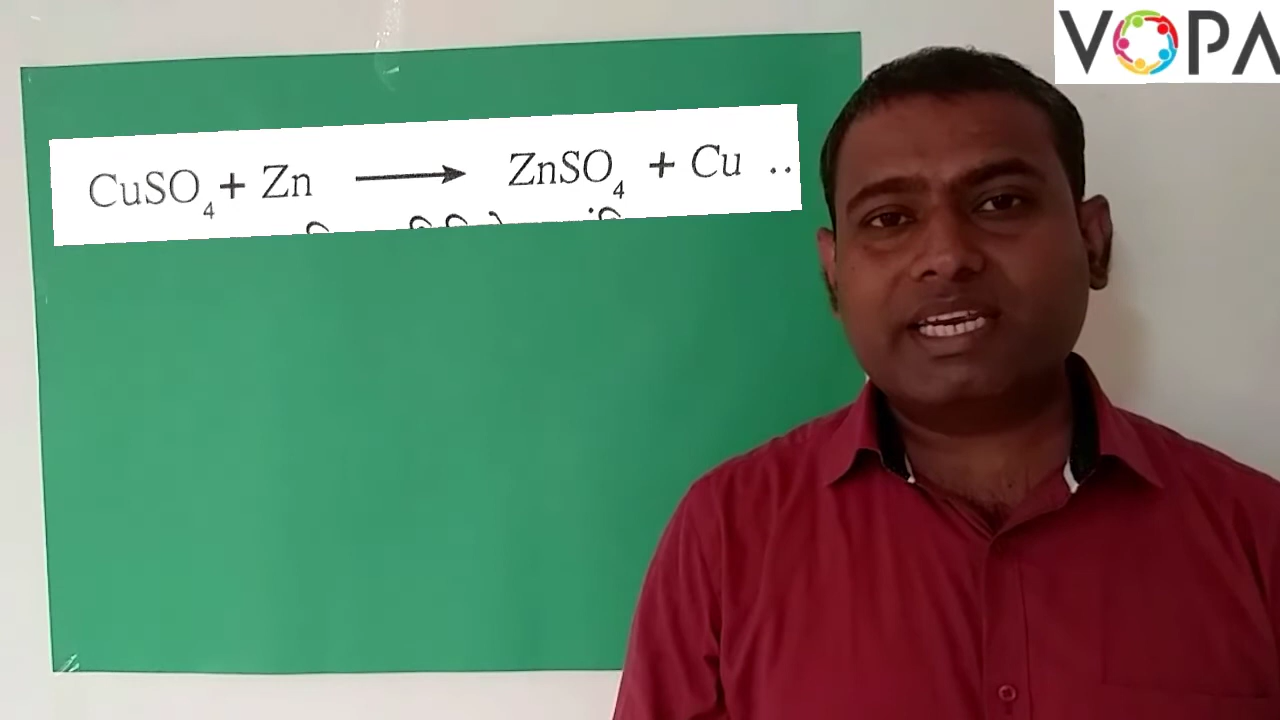 VOPA
CuSO₄ + Zn ⟶ ZnSO₄ + Cu ..